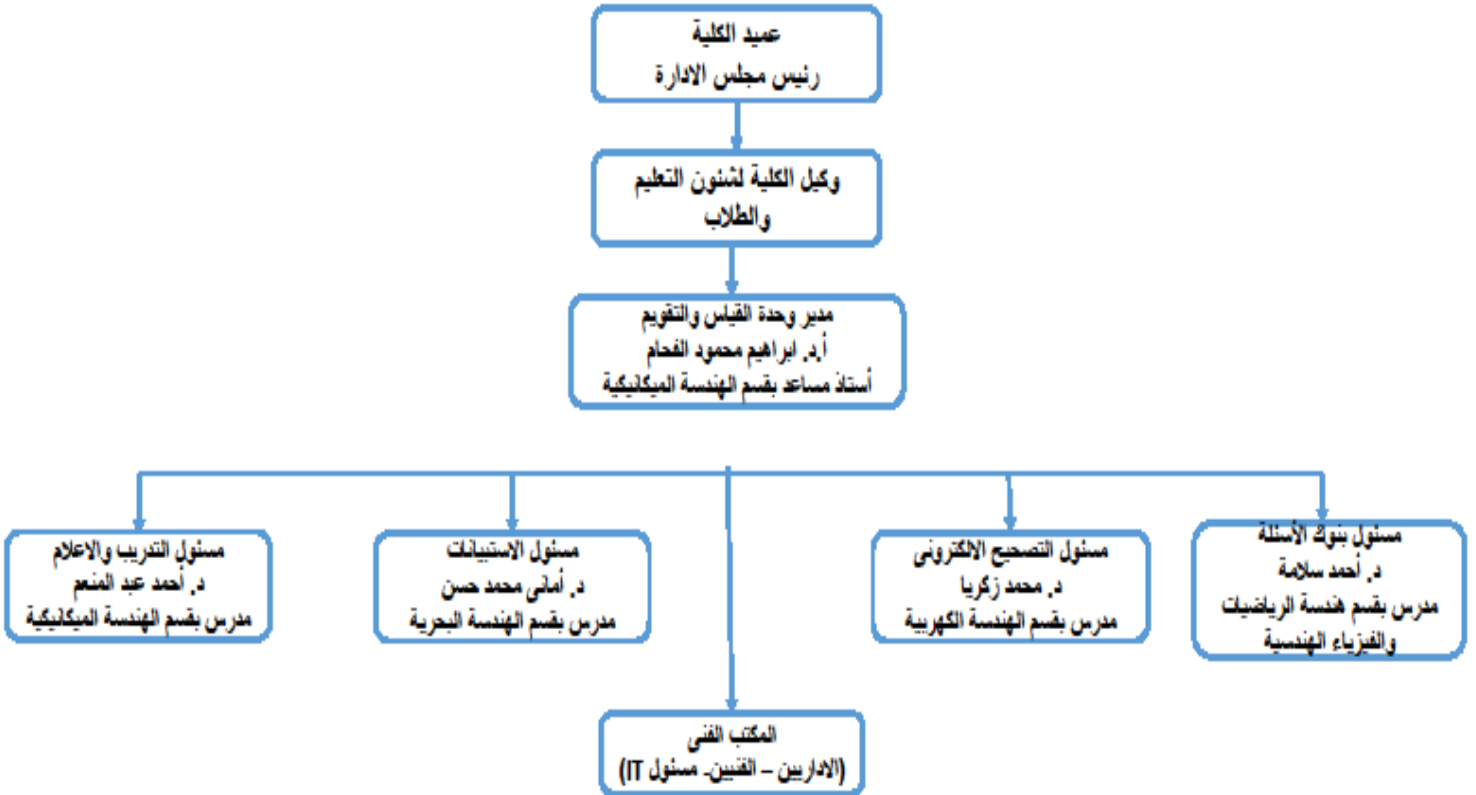 عميد الكلية
رئيس مجلس الادارة
وكيل الكلية لشئون التعليم
والطلاب
مدير وحدة القياس والتقويم
أ.د. ابراهيم محمود الفحام
أستاذ مساعد بقسم الهندسة الميكانيكية
مسئول بنوك الأسئلة
د. أحمد سلامة
مدرس بقسم هندسة الرياضيات
والفيزياء الهندسية
مسئول التصحيح الالكترونى
د. محمد زكريا
مدرس بقسم الهندسة الكهربية
مسئول الاستبيانات
د. أمانى محمد حسن
مدرس بقسم الهندسة البحرية
مسئول التدريب والاعلام
د. أحمد عبد المنعم
مدرس بقسم الهندسة الميكانيكية
المكتب الفنى
(الاداريين – الفنيين- مسئول IT)